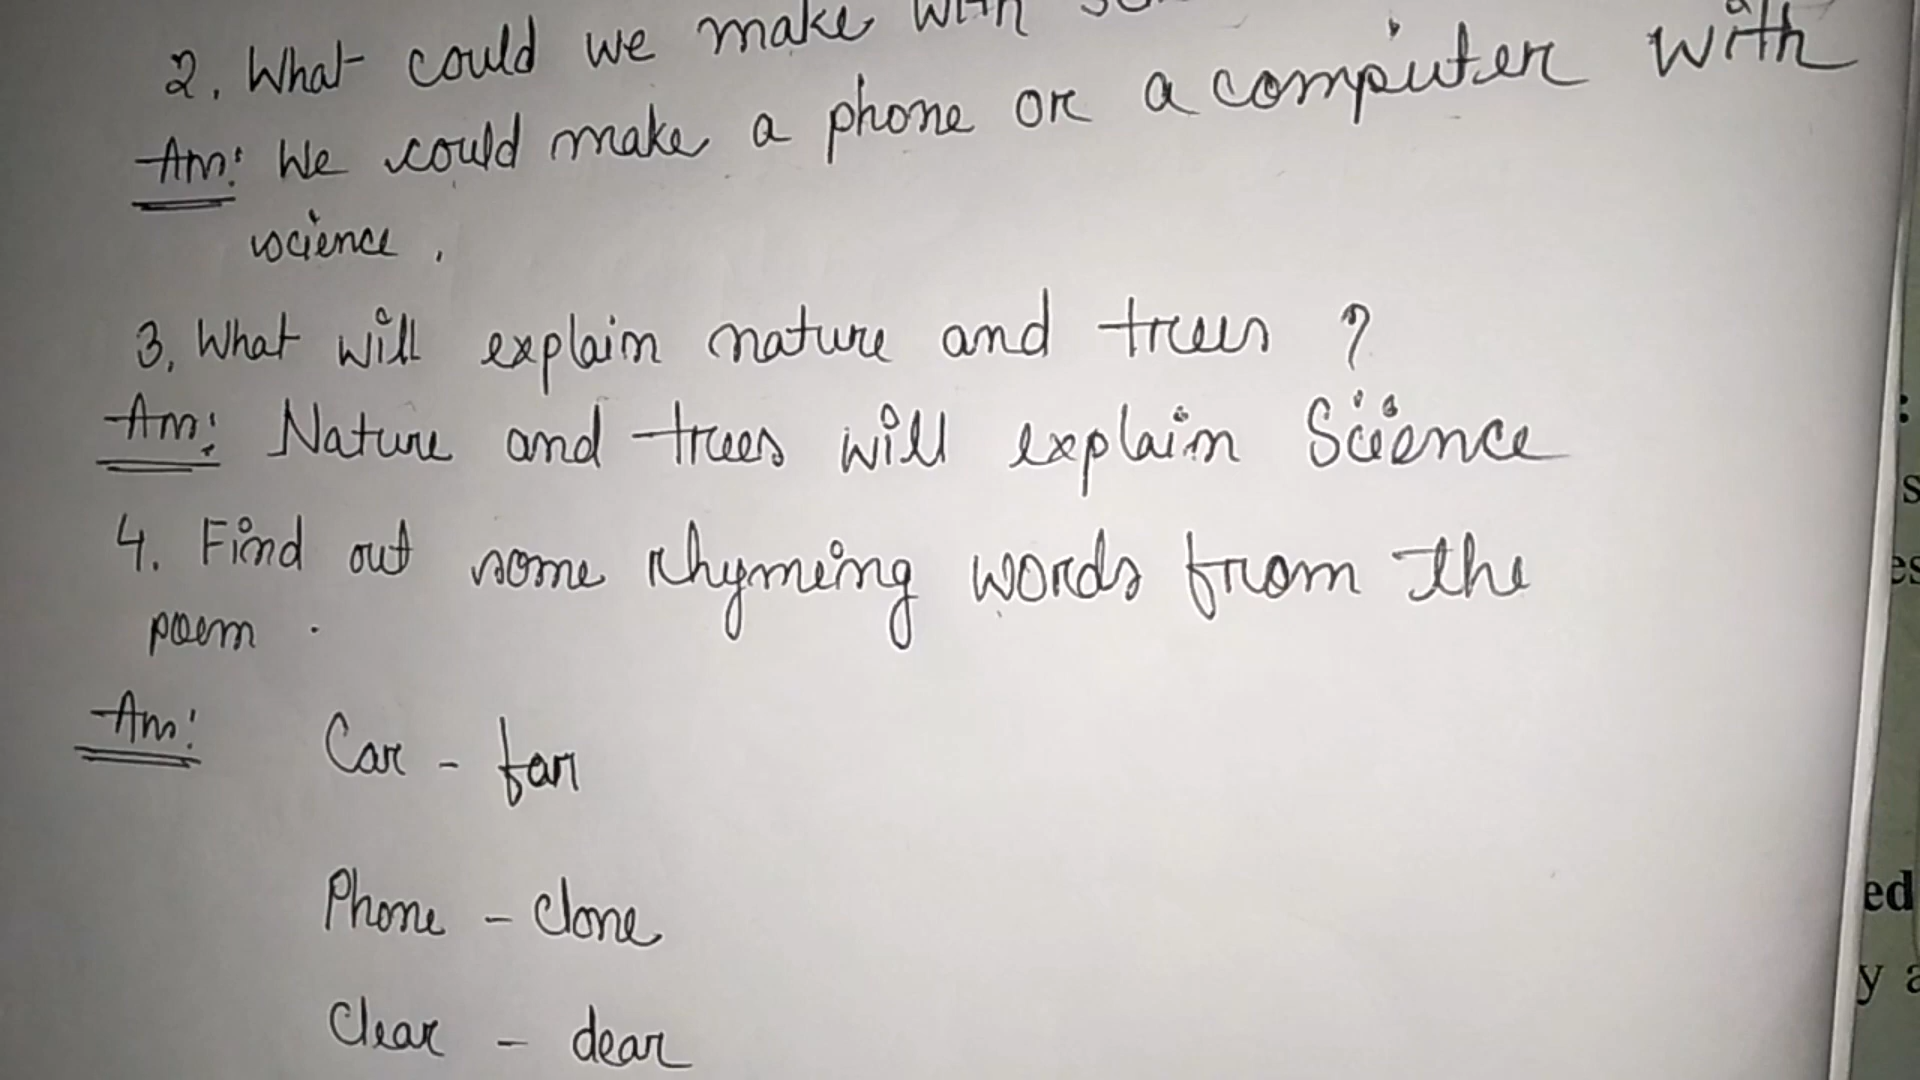 2. What could we make with
Ans: We could make a phone or a computer with
science.
3. What will explain nature and trees ?
Ans: Nature and trees will explain Science
4. Find out some rhyming words from the
poem .
Ans: Car - far
Phone - clone
Clear - dear
:
s
es
ed
y a